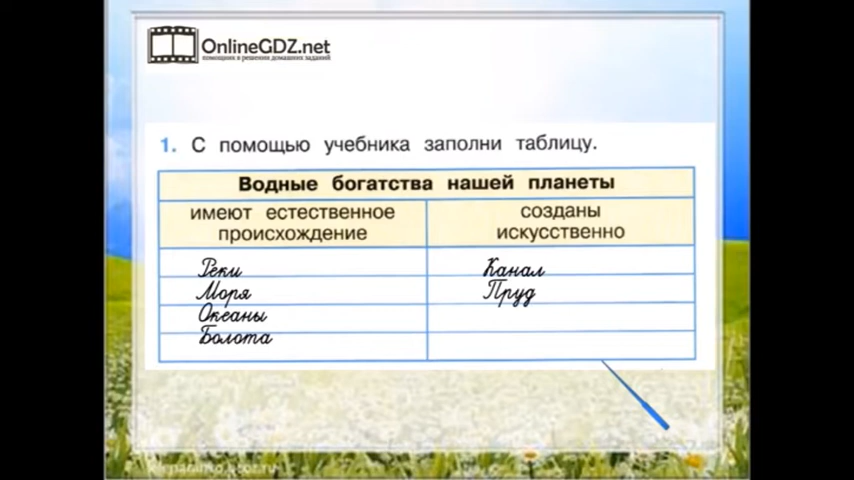 OnlineGDZ.net
помощник в решении домашних заданий
1. С помощью учебника заполни таблицу.
Водные богатства нашей планеты
имеют естественное происхождение
созданы искусственно
Реки
Канал
Моря
Пруд
Океаны
Болота